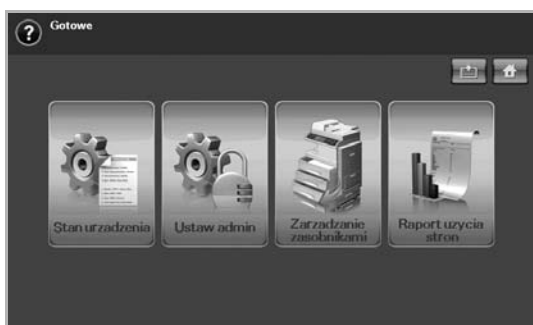 Gotowe
Stan urzadzenia
Ustaw admin
Zarzadzanie
zasobnikami
Raport uzycia
stron